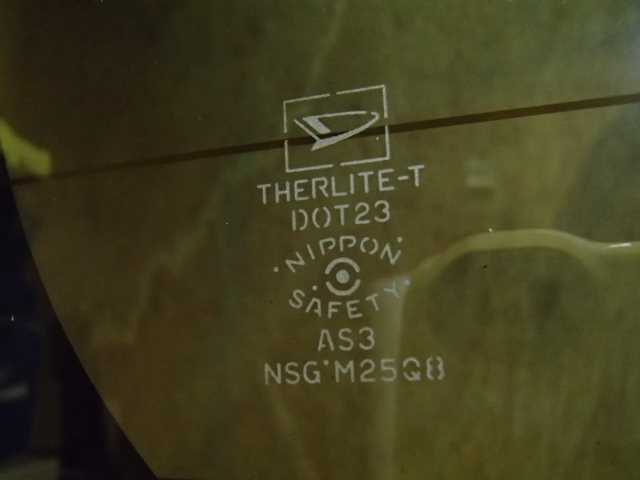 THERLITE-T
DOT23
NIPPON
SAFETY
AS3
NSG M25Q8